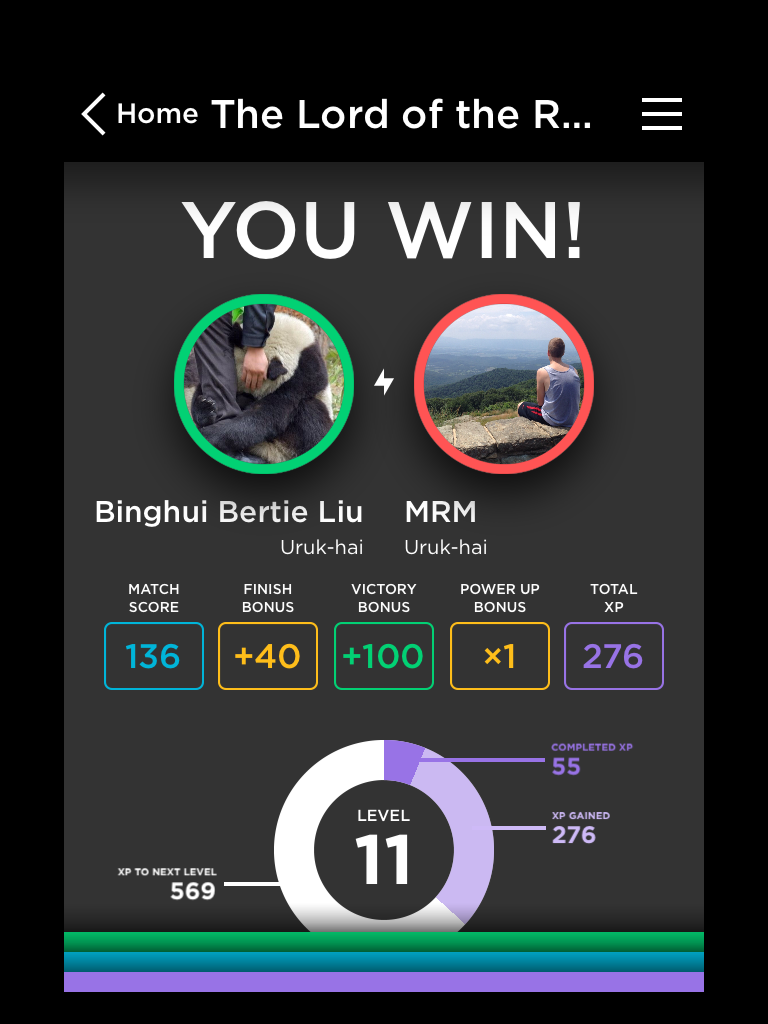 Home The Lord of the R...
YOU WIN!
Binghui Bertie Liu
Uruk-hai
MRM
Uruk-hai
MATCH
SCORE
136
FINISH
BONUS
+40
VICTORY
BONUS
+100
POWER UP
BONUS
×1
TOTAL
XP
276
COMPLETED XP
55
XP GAINED
276
LEVEL
11
XP TO NEXT LEVEL
569